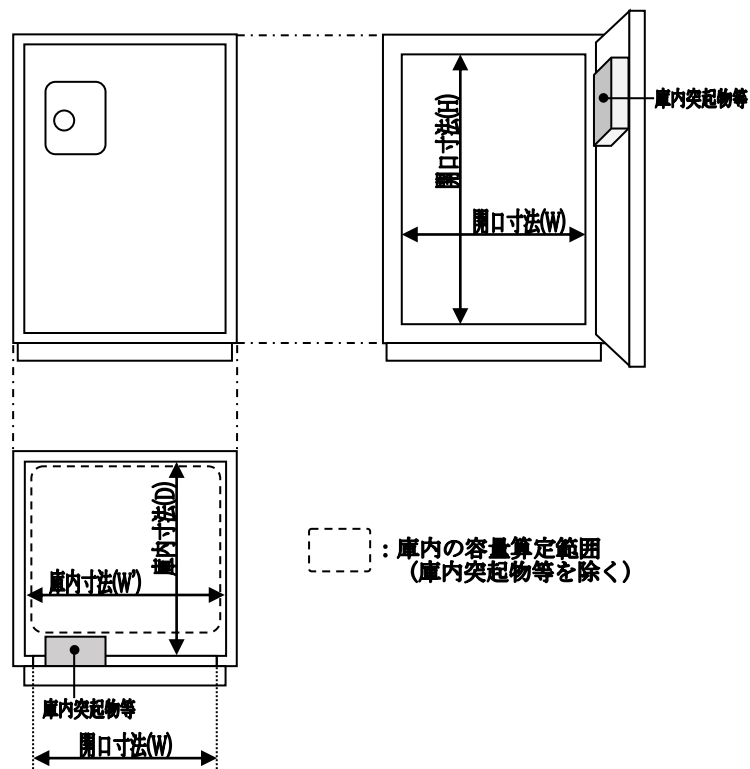 庫内突起物等
開口寸法(H)
開口寸法(W)
庫内寸法(D)
庫内寸法(W')
：庫内の容量算定範囲
（庫内突起物等を除く）
庫内突起物等
開口寸法(W)